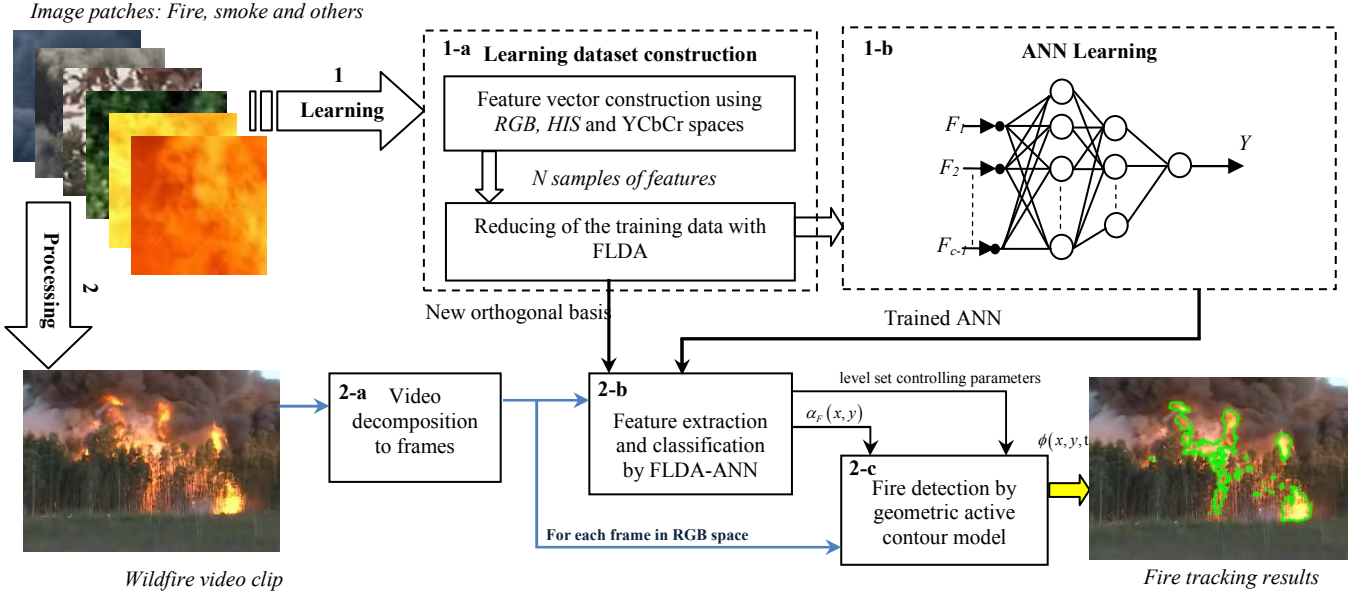 Image patches: Fire, smoke and others
1
Learning
2
Processing
1-a
Learning dataset construction
Feature vector construction using
RGB, HIS and YCbCr spaces
N samples of features
Reducing of the training data with
FLDA
1-b
ANN Learning
F1
F2
Fc-1
Y
New orthogonal basis
Trained ANN
2-a
Video
decomposition
to frames
2-b
Feature extraction
and classification
by FLDA-ANN
level set controlling parameters
αF(x, y)
ϕ(x, y, t
2-c
Fire detection by
geometric active
contour model
For each frame in RGB space
Wildfire video clip
Fire tracking results